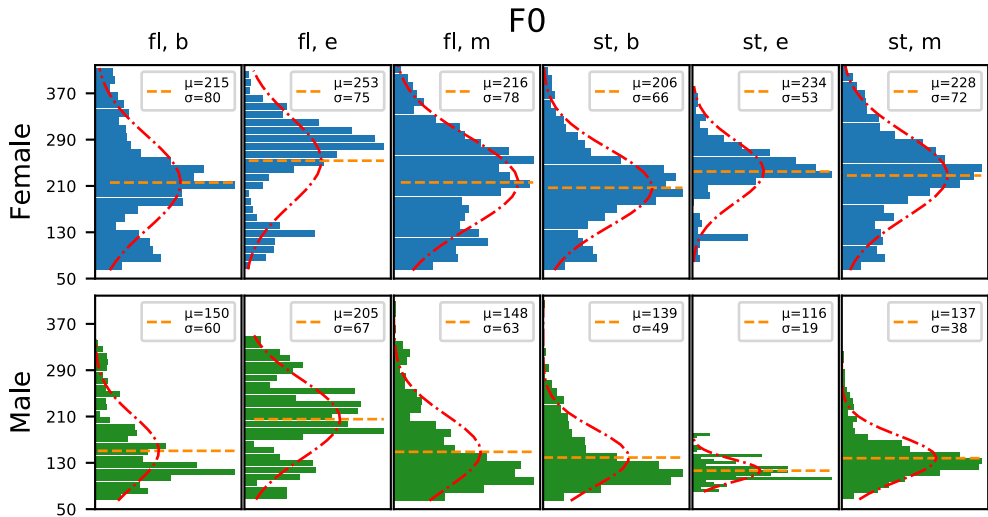 F0
fl, b
fl, e
fl, m
st, b
st, e
st, m
Female
370
290
210
130
50
μ=215
σ=80
μ=253
σ=75
μ=216
σ=78
μ=206
σ=66
μ=234
σ=53
μ=228
σ=72
Male
370
290
210
130
50
μ=150
σ=60
μ=205
σ=67
μ=148
σ=63
μ=139
σ=49
μ=116
σ=19
μ=137
σ=38